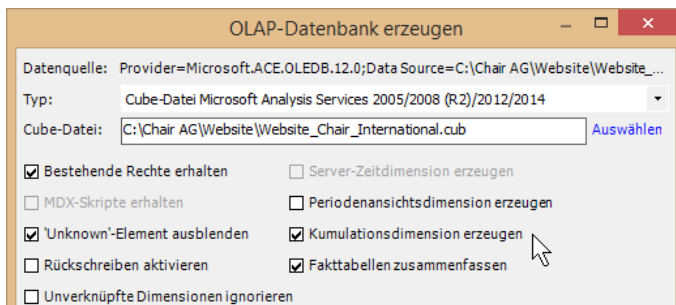 OLAP-Datenbank erzeugen
Datenquelle: Provider=Microsoft.ACE.OLEDB.12.0;Data Source=C:\Chair AG\Website\Website_...
Typ: Cube-Datei Microsoft Analysis Services 2005/2008 (R2)/2012/2014
Cube-Datei: C:\Chair AG\Website\Website_Chair_International.cub Auswählen
Bestehende Rechte erhalten Server-Zeitdimension erzeugen
MDX-Skripte erhalten Periodenansichtsdimension erzeugen
'Unknown'-Element ausblenden Kumulationsdimension erzeugen
Rückschreiben aktivieren Fakttabellen zusammenfassen
Unverknüpfte Dimensionen ignorieren